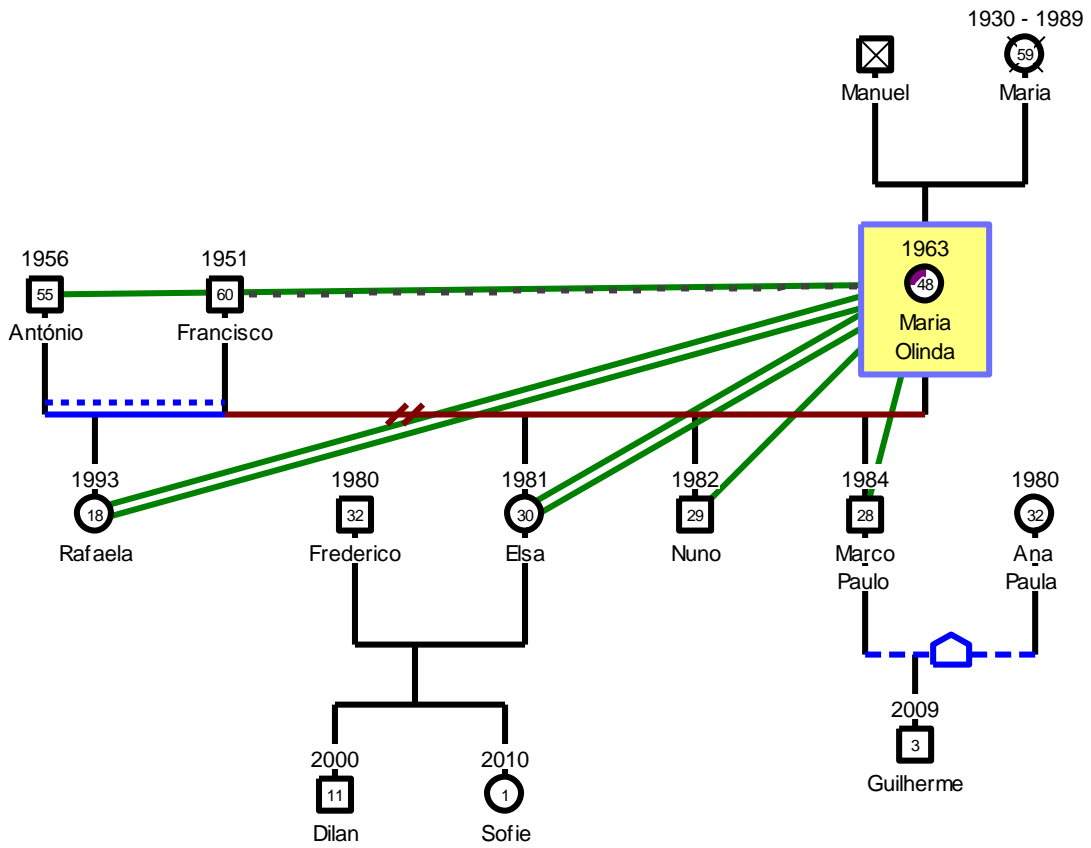 1930 - 1989
59
Manuel
Maria
1956
1951
1963
55
60
48
António
Francisco
Maria
Olinda
1993
1980
1981
1982
1984
1980
18
32
30
29
28
32
Rafaela
Frederico
Elsa
Nuno
Marco
Paulo
Ana
Paula
2009
3
Guilherme
2000
2010
11
1
Dilan
Sofie